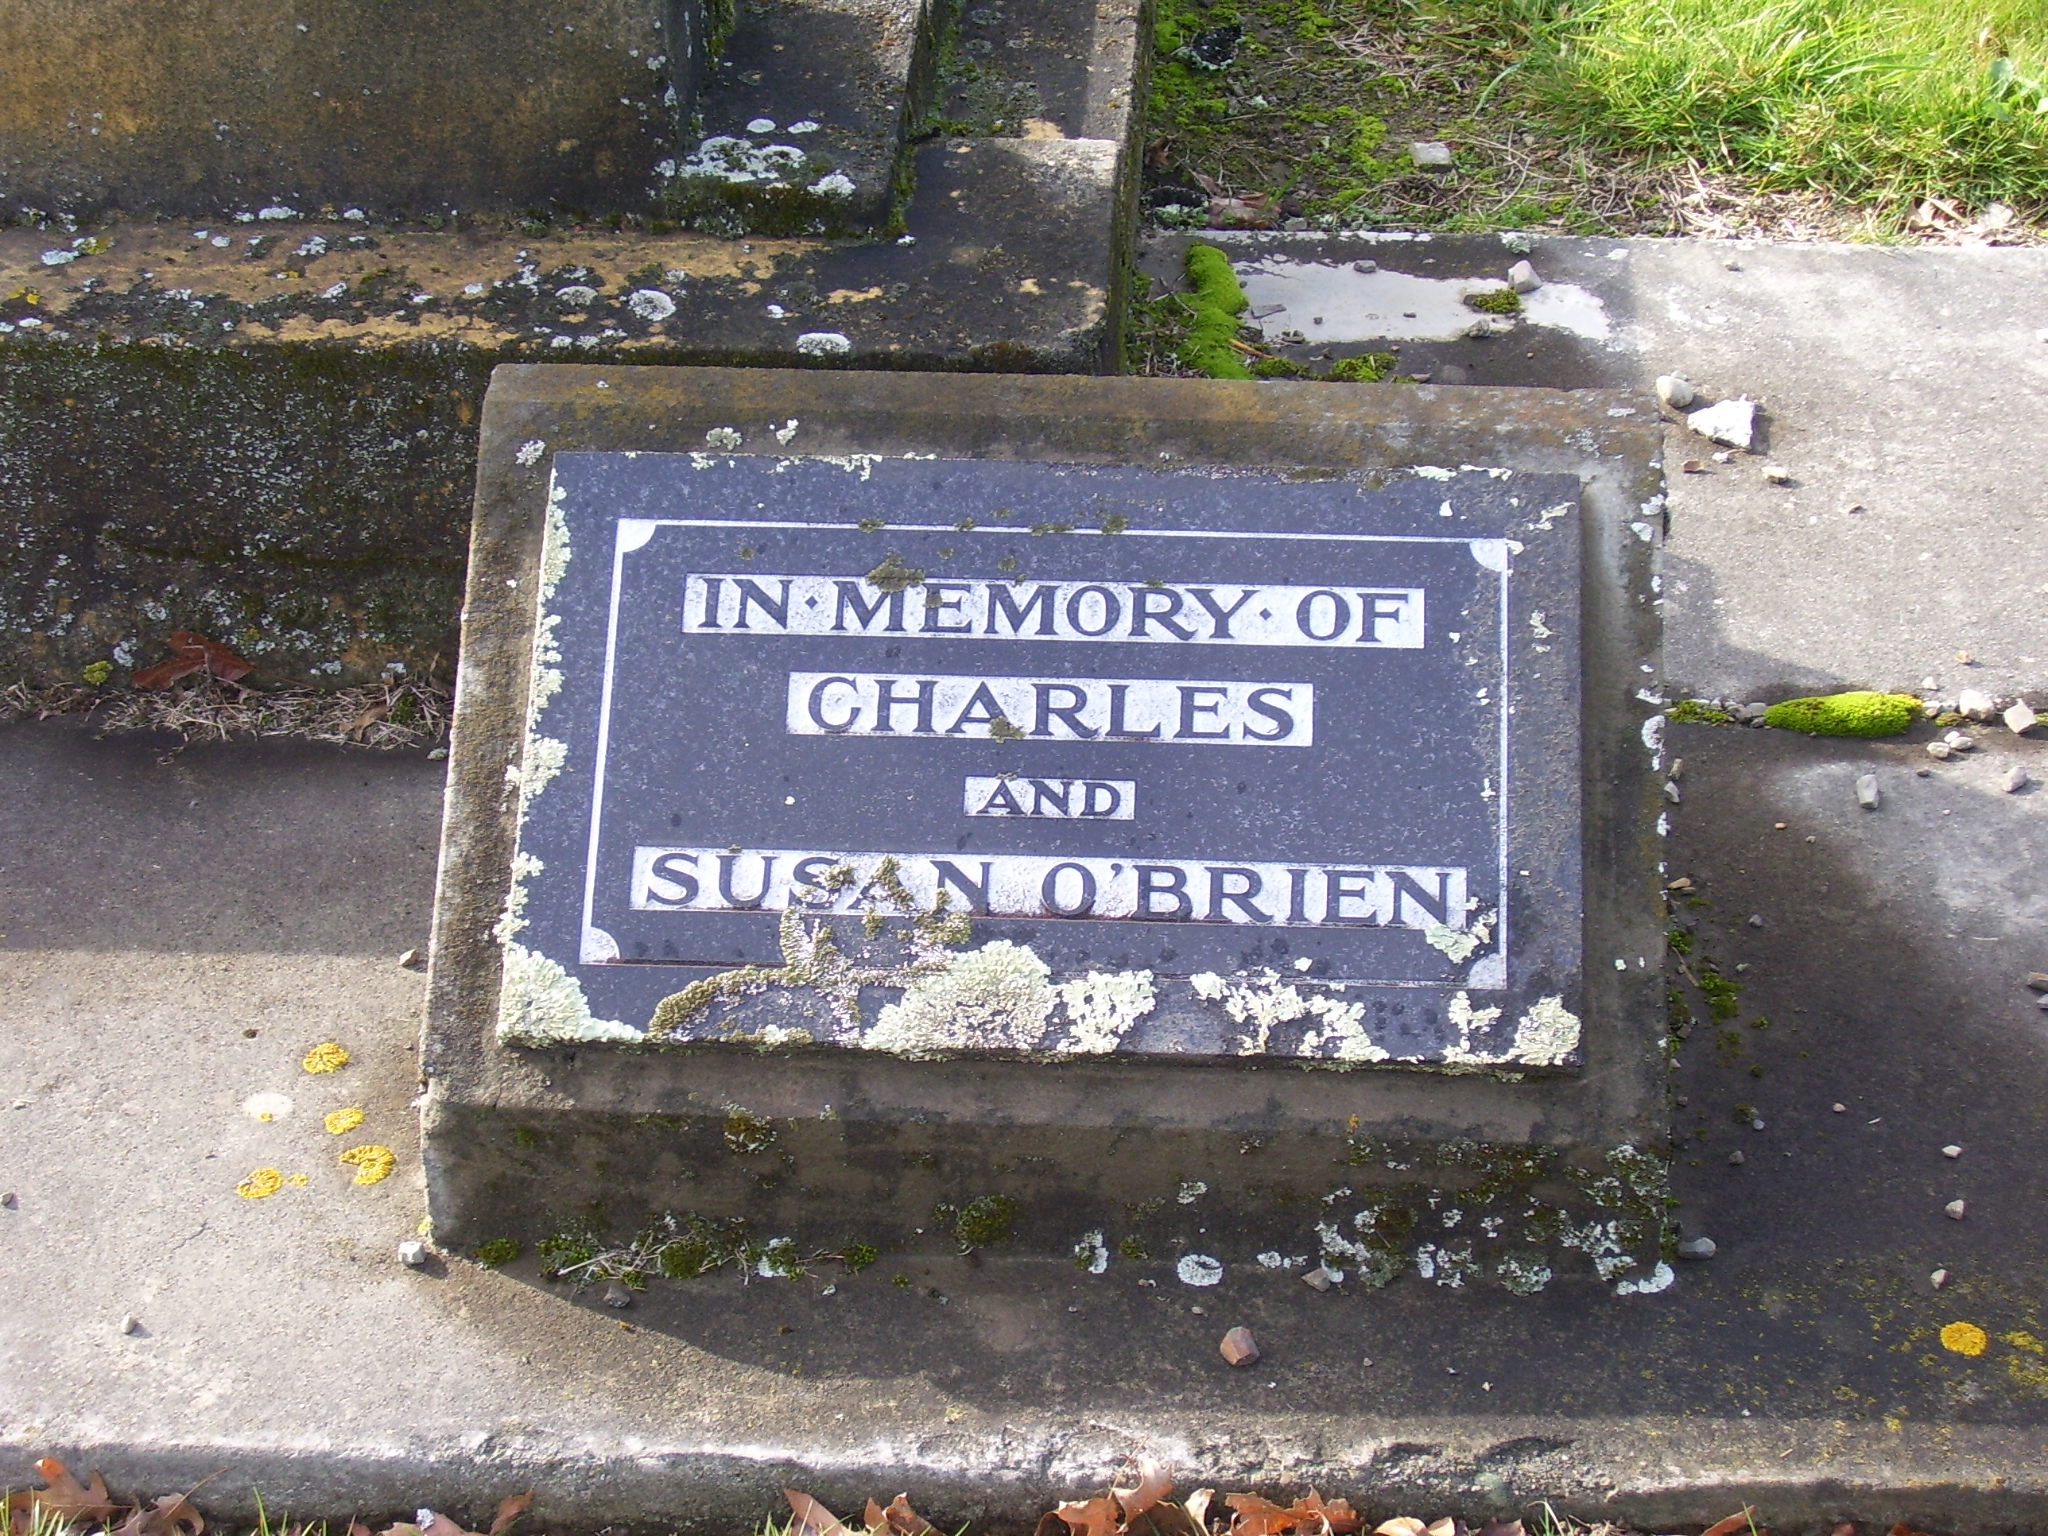 IN · MEMORY · OF
CHARLES
AND
SUSAN O'BRIEN